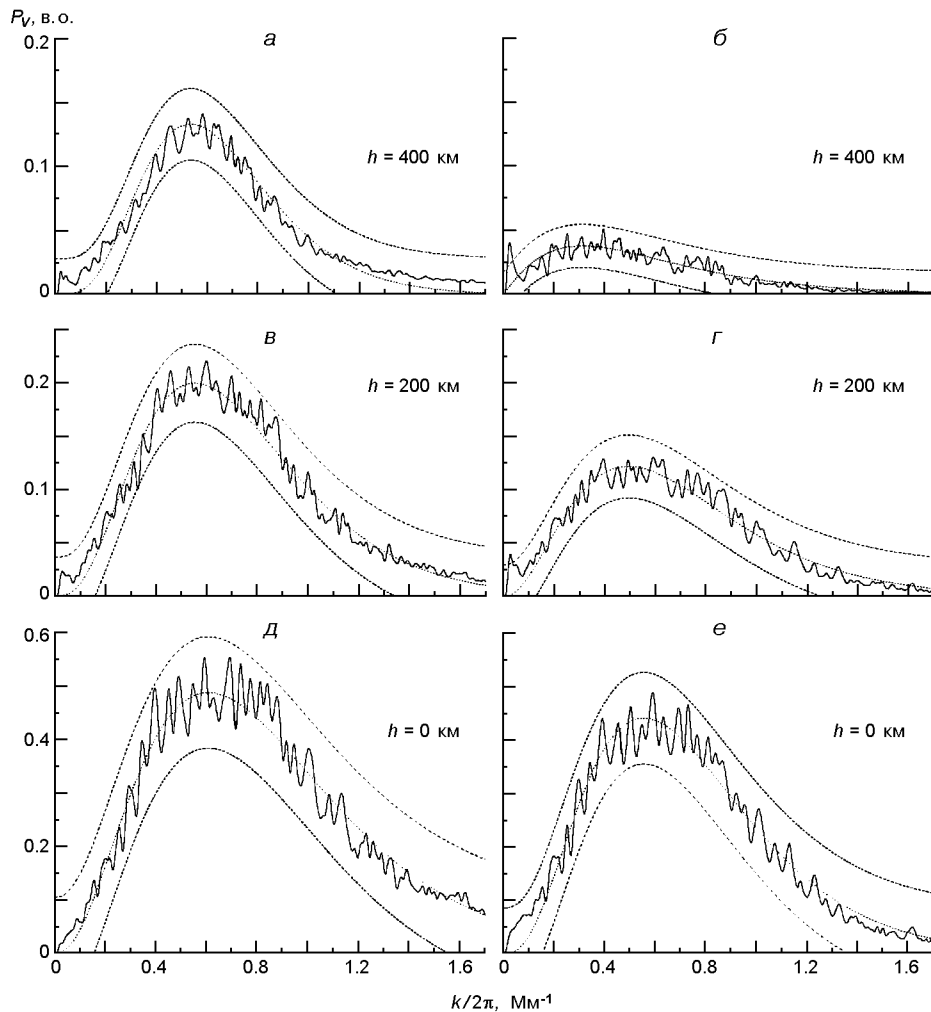 P_V, в. о.
а
б
0.2
h = 400 км
h = 400 км
0.1
0
в
г
0.2
h = 200 км
h = 200 км
0.1
0
д
е
0.6
h = 0 км
h = 0 км
0.4
0.2
0
0 0.4 0.8 1.2 1.6 0 0.4 0.8 1.2 1.6
k/2π, Мм⁻¹